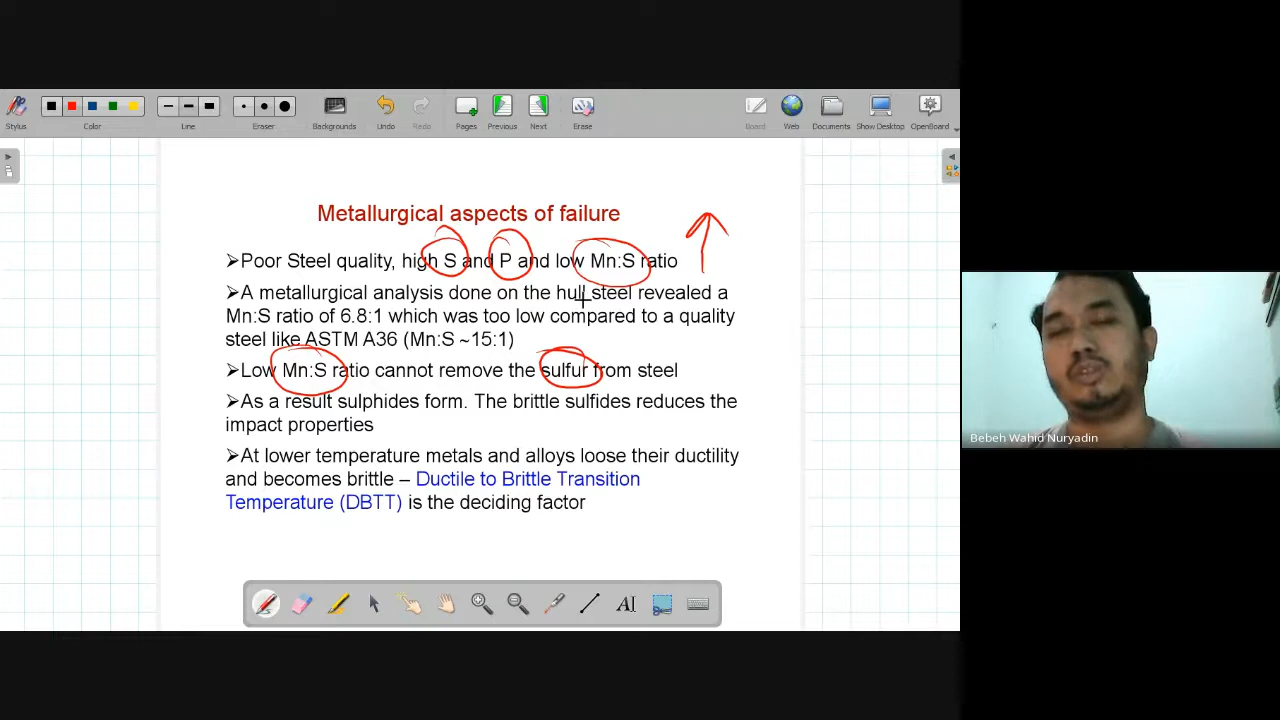 Stylus
Color
Line
Eraser
Backgrounds
Undo
Redo
Pages
Previous
Next
Erase
Board
Web
Documents
Show Desktop
OpenBoard
Metallurgical aspects of failure
➢Poor Steel quality, high S and P and low Mn:S ratio
➢A metallurgical analysis done on the hull steel revealed a
Mn:S ratio of 6.8:1 which was too low compared to a quality
steel like ASTM A36 (Mn:S ~15:1)
➢Low Mn:S ratio cannot remove the sulfur from steel
➢As a result sulphides form. The brittle sulfides reduces the
impact properties
➢At lower temperature metals and alloys loose their ductility
and becomes brittle – Ductile to Brittle Transition
Temperature (DBTT) is the deciding factor
AI
Bebeh Wahid Nuryadin